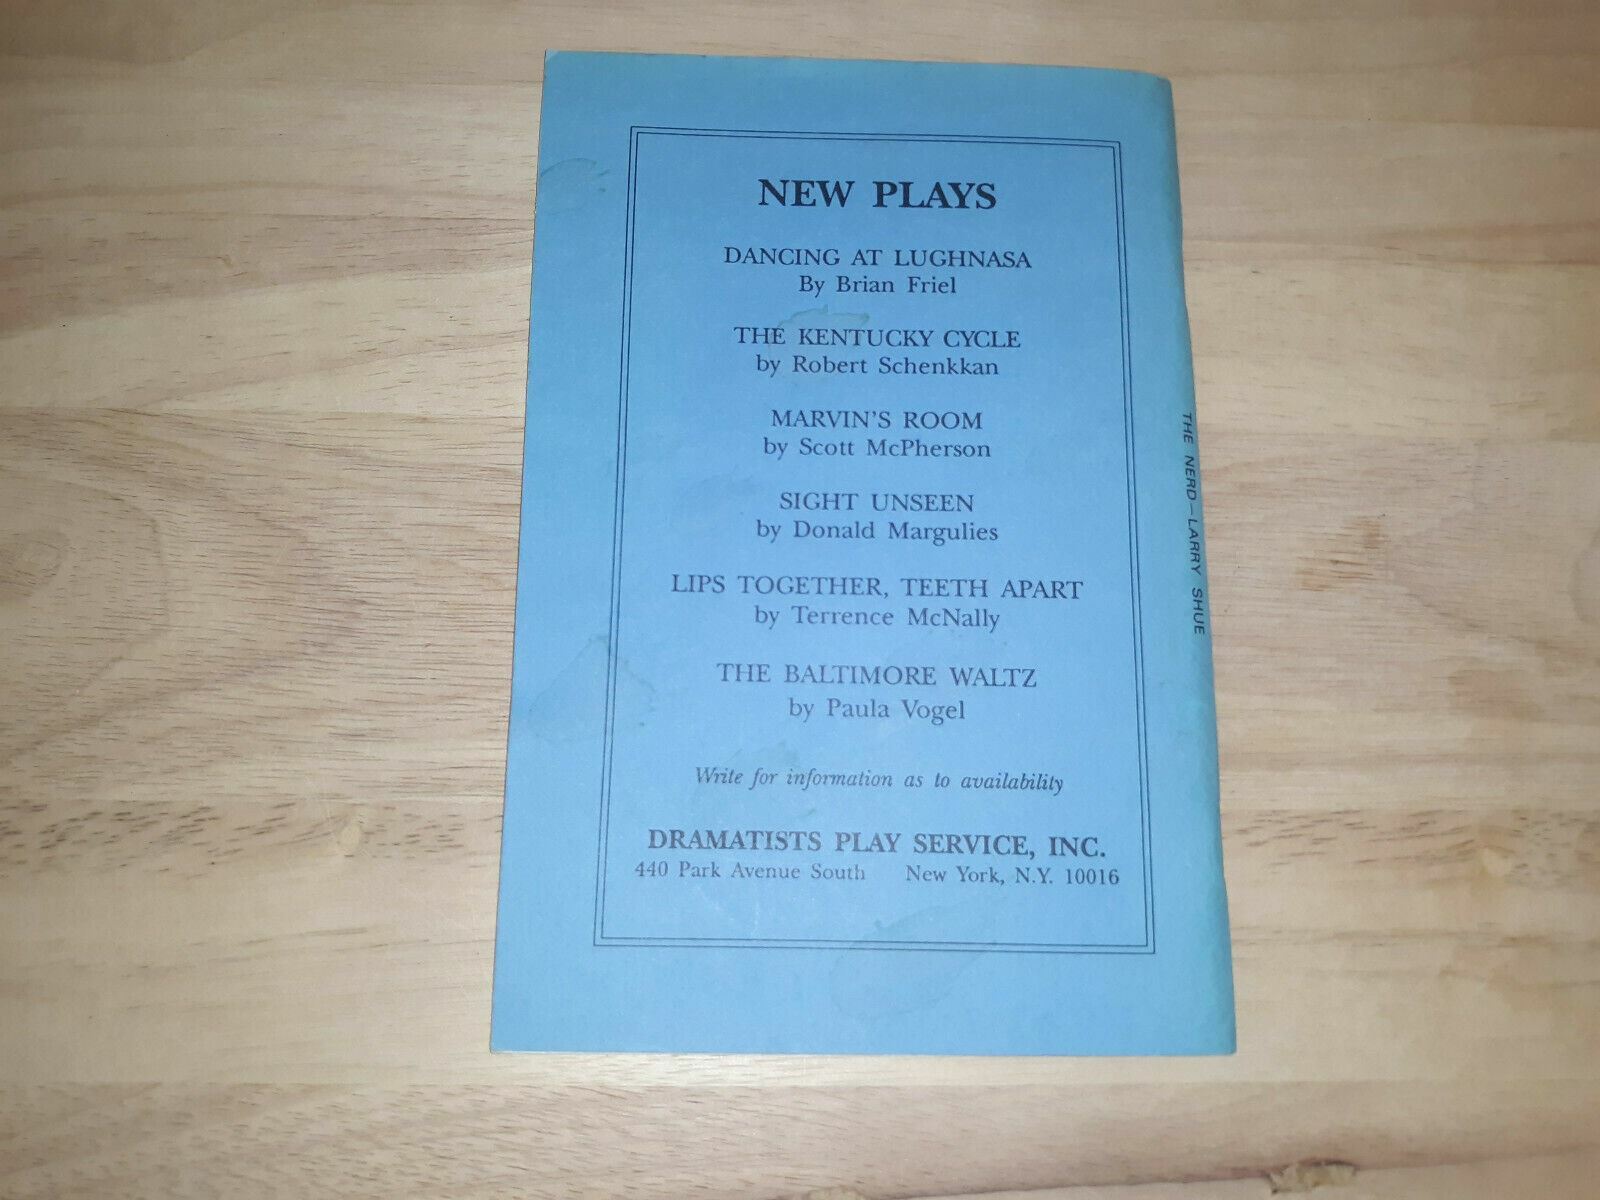 NEW PLAYS
DANCING AT LUGHNASA
By Brian Friel
THE KENTUCKY CYCLE
by Robert Schenkkan
MARVIN'S ROOM
by Scott McPherson
SIGHT UNSEEN
by Donald Margulies
LIPS TOGETHER, TEETH APART
by Terrence McNally
THE BALTIMORE WALTZ
by Paula Vogel
Write for information as to availability
DRAMATISTS PLAY SERVICE, INC.
440 Park Avenue South New York, N.Y. 10016
THE NERD—LARRY SHUE